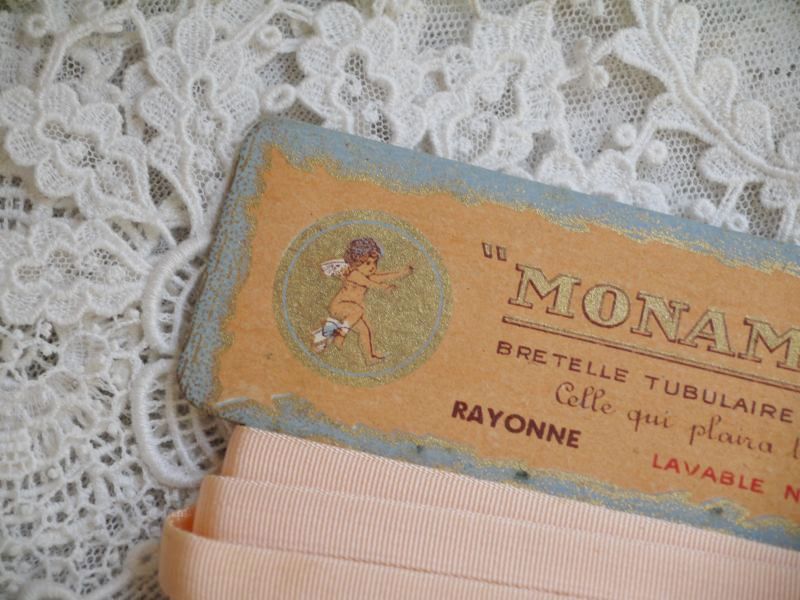 "MONAM
BRETELLE TUBULAIRE
Celle qui plaira
RAYONNE
LAVABLE N